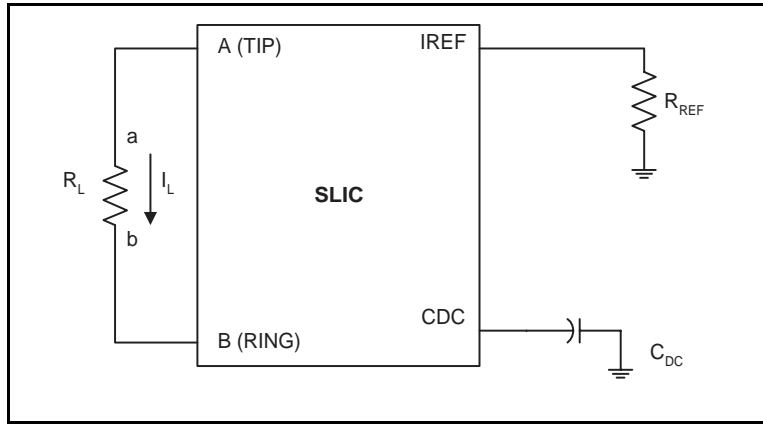 A (TIP)
IREF
R_REF
a
R_L
I_L
SLIC
b
CDC
B (RING)
C_DC